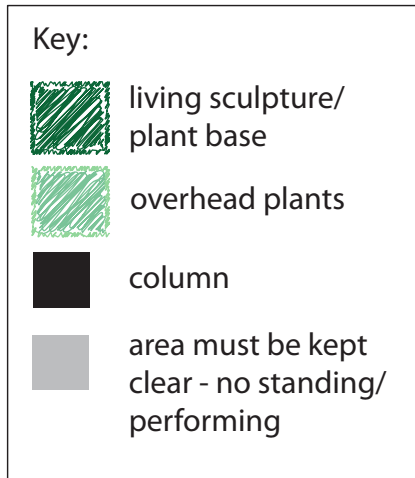 Key:
living sculpture/
plant base
overhead plants
column
area must be kept
clear - no standing/
performing